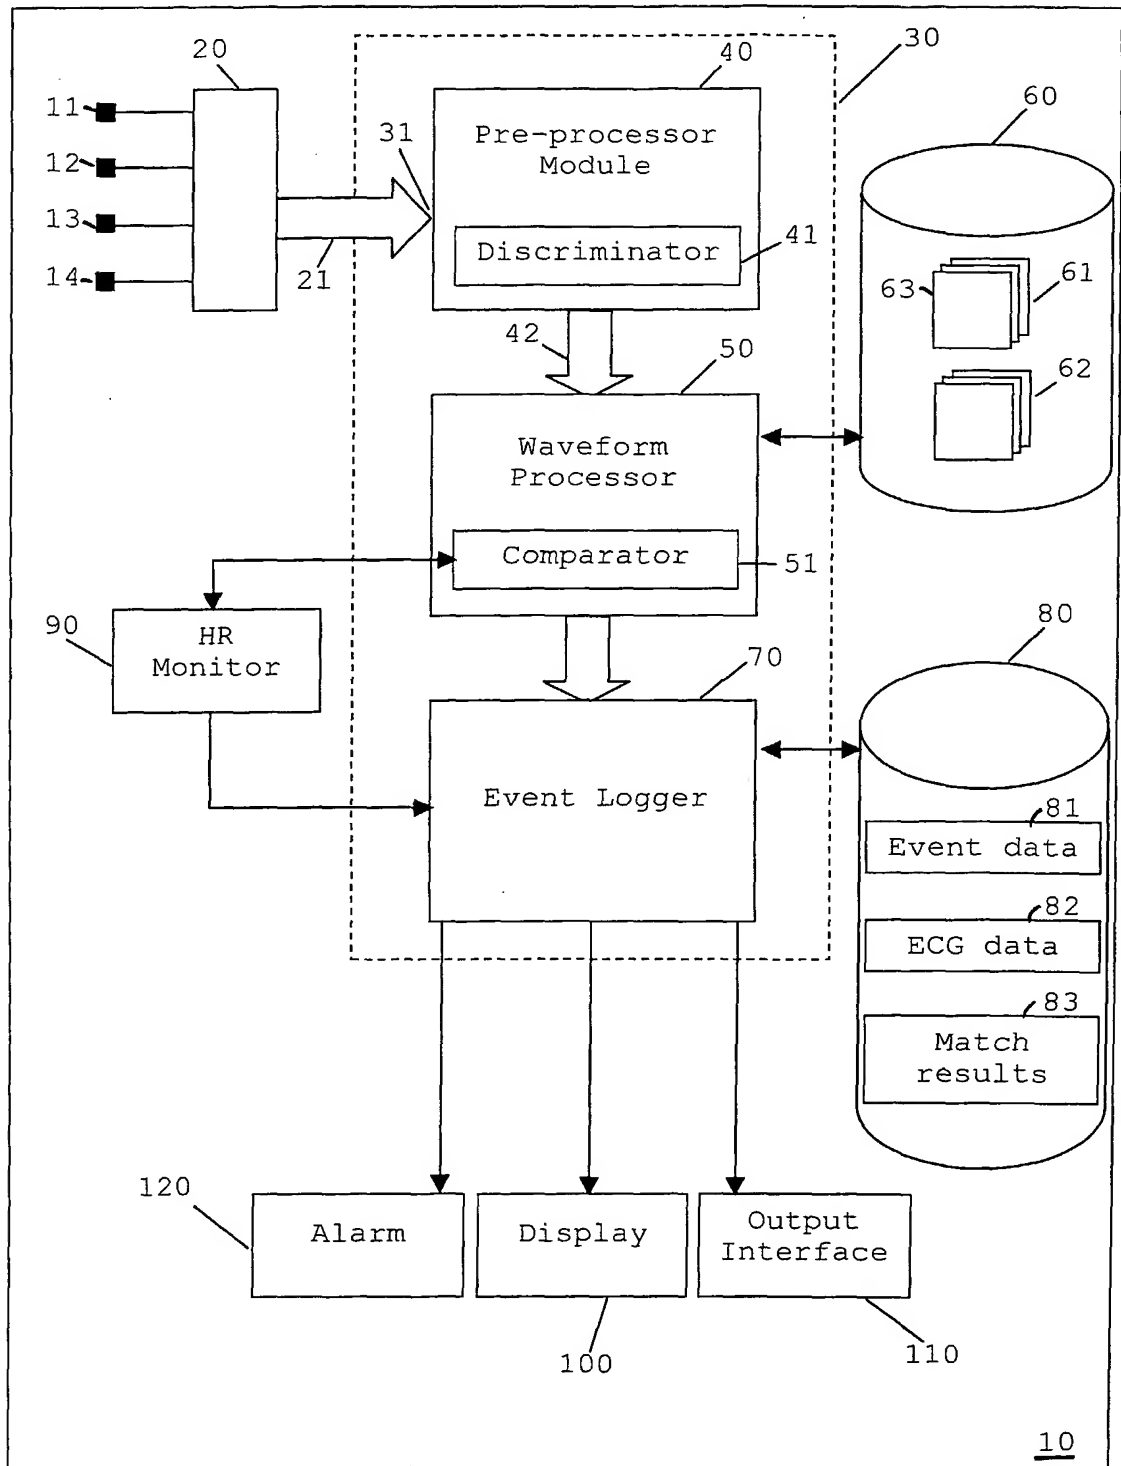 20
40
30
11
12
13
14
31
21
Pre-processor
Module
Discriminator
41
60
63
61
62
42
50
Waveform
Processor
Comparator
51
90
HR
Monitor
70
Event Logger
80
81
Event data
82
ECG data
83
Match
results
120
Alarm
Display
Output
Interface
100
110
10